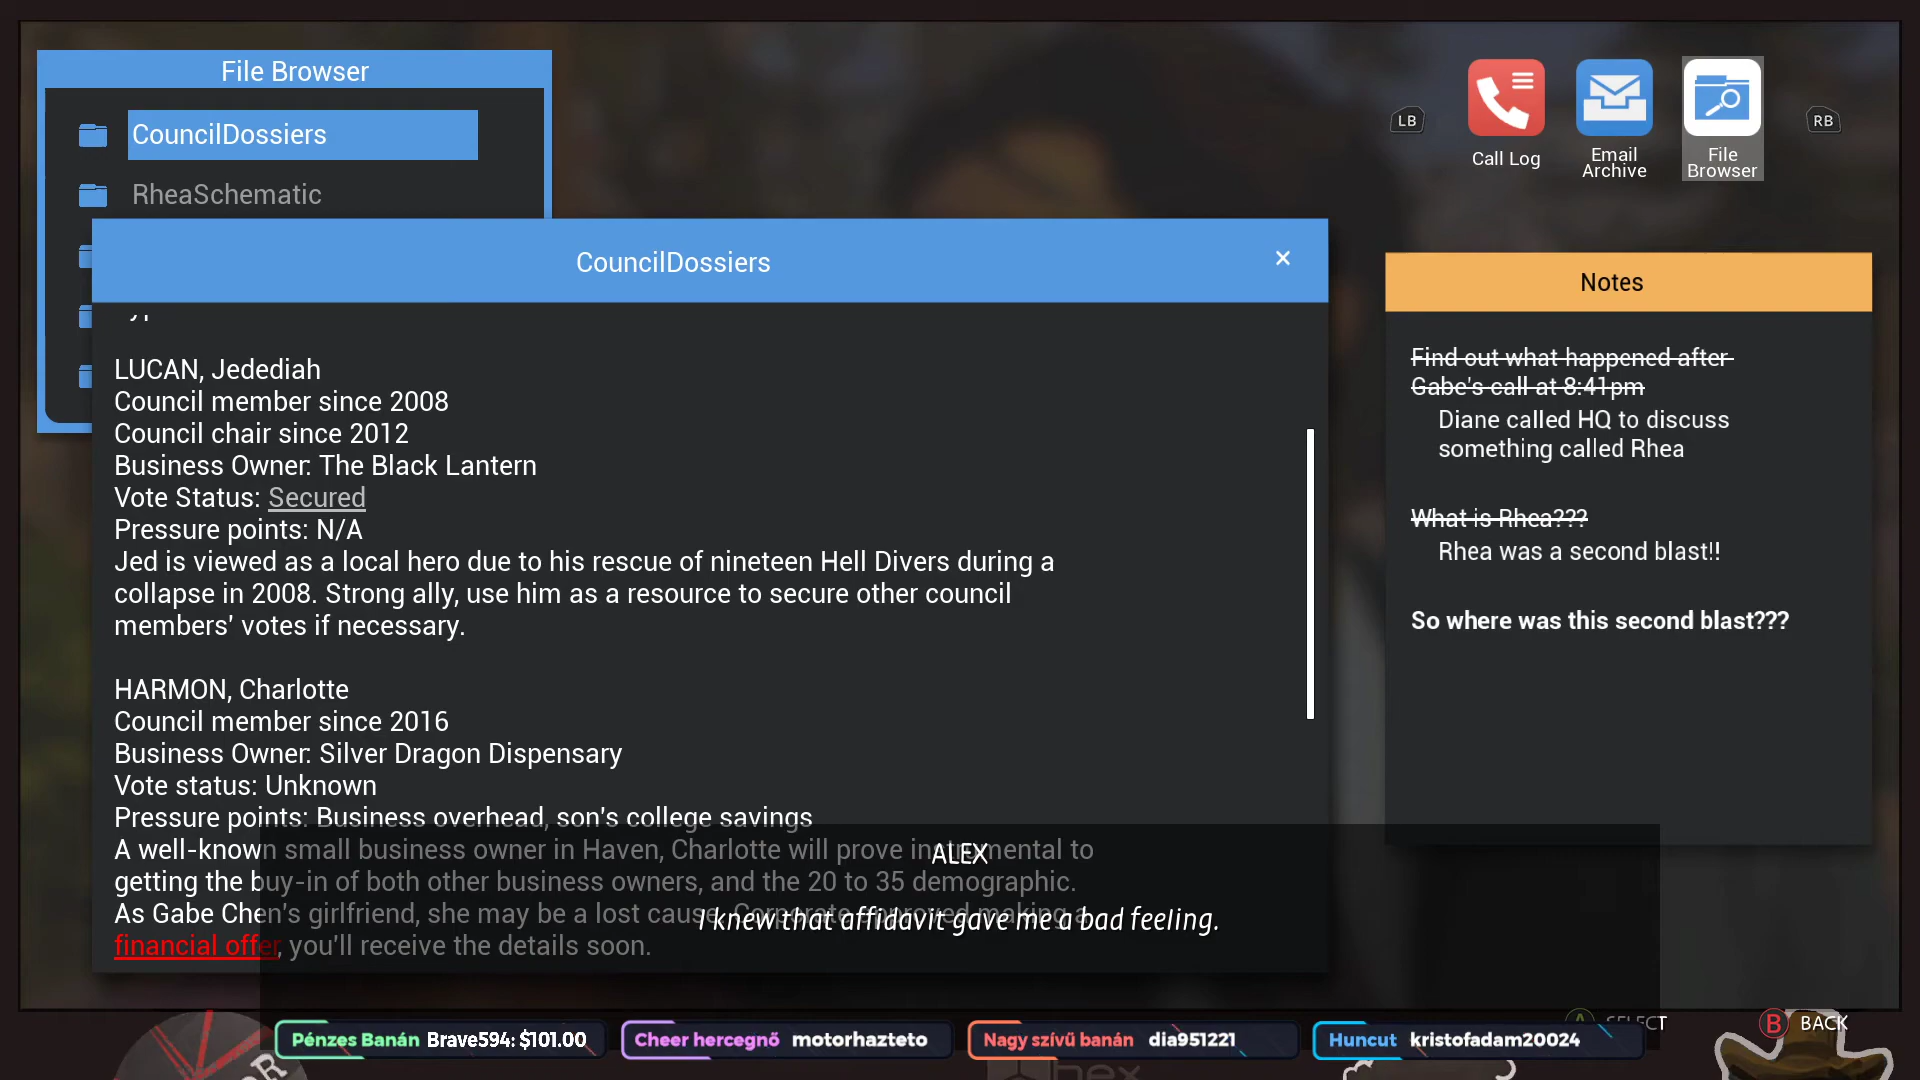 File Browser
CouncilDossiers
RheaSchematic
LB
Call Log
Email
Archive
File
Browser
RB
CouncilDossiers
×
LUCAN, Jedediah
Council member since 2008
Council chair since 2012
Business Owner: The Black Lantern
Vote Status: Secured
Pressure points: N/A
Jed is viewed as a local hero due to his rescue of nineteen Hell Divers during a
collapse in 2008. Strong ally, use him as a resource to secure other council
members' votes if necessary.
HARMON, Charlotte
Council member since 2016
Business Owner: Silver Dragon Dispensary
Vote status: Unknown
Pressure points: Business overhead, son's college savings
A well-known small business owner in Haven, Charlotte will prove instrumental to
getting the buy-in of both other business owners, and the 20 to 35 demographic.
As Gabe Chen's girlfriend, she may be a lost cause. Corporate approved making a
financial offer, you'll receive the details soon.
Notes
Find out what happened after
Gabe's call at 8:41pm
Diane called HQ to discuss
something called Rhea
What is Rhea???
Rhea was a second blast!!
So where was this second blast???
ALEX
I knew that affidavit gave me a bad feeling.
A SELECT
B BACK
Pénzes Banán Brave594: $101.00
Cheer hercegnő motorhazteto
Nagy szívű banán dia951221
Huncut kristofadam20024